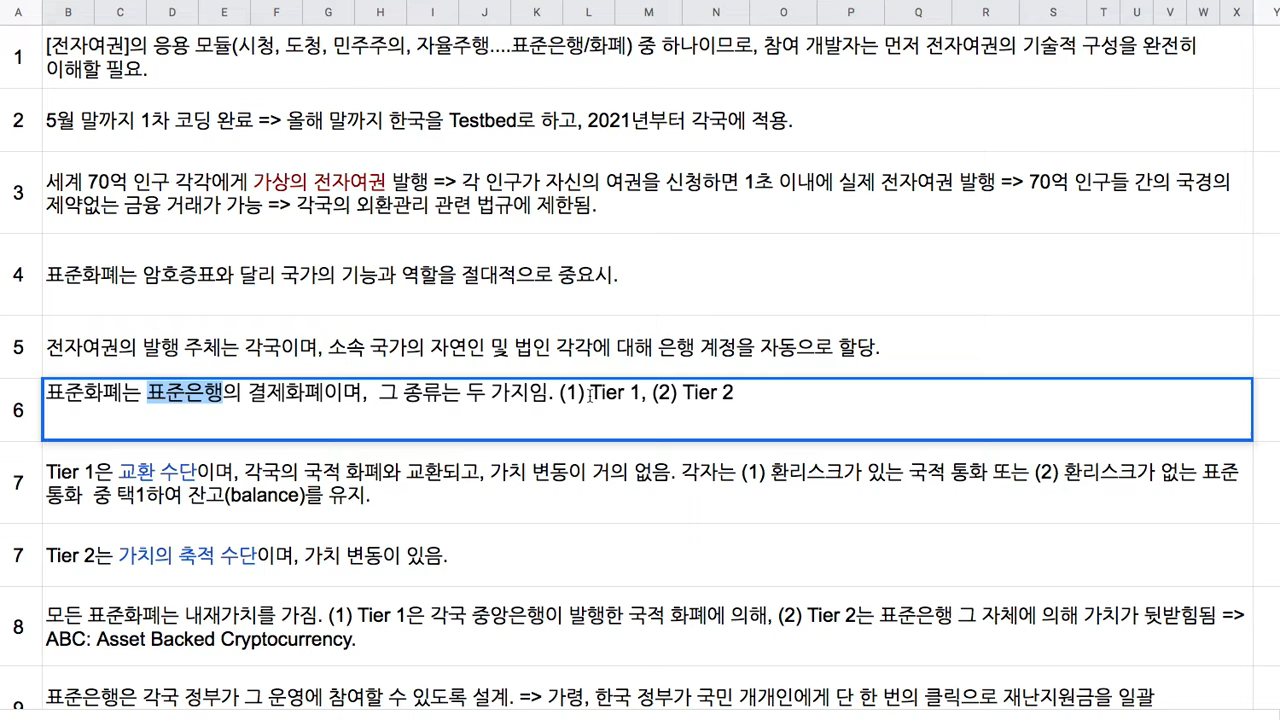 A B C D E F G H I J K L M N O P Q R S T U V W X Y
1 [전자여권]의 응용 모듈(시청, 도청, 민주주의, 자율주행....표준은행/화폐) 중 하나이므로, 참여 개발자는 먼저 전자여권의 기술적 구성을 완전히
이해할 필요.
2 5월 말까지 1차 코딩 완료 => 올해 말까지 한국을 Testbed로 하고, 2021년부터 각국에 적용.
3 세계 70억 인구 각각에게 가상의 전자여권 발행 => 각 인구가 자신의 여권을 신청하면 1초 이내에 실제 전자여권 발행 => 70억 인구들 간의 국경의
제약없는 금융 거래가 가능 => 각국의 외환관리 관련 법규에 제한됨.
4 표준화폐는 암호증표와 달리 국가의 기능과 역할을 절대적으로 중요시.
5 전자여권의 발행 주체는 각국이며, 소속 국가의 자연인 및 법인 각각에 대해 은행 계정을 자동으로 할당.
6 표준화폐는 표준은행의 결제화폐이며, 그 종류는 두 가지임. (1) Tier 1, (2) Tier 2
7 Tier 1은 교환 수단이며, 각국의 국적 화폐와 교환되고, 가치 변동이 거의 없음. 각자는 (1) 환리스크가 있는 국적 통화 또는 (2) 환리스크가 없는 표준
통화 중 택1하여 잔고(balance)를 유지.
7 Tier 2는 가치의 축적 수단이며, 가치 변동이 있음.
8 모든 표준화폐는 내재가치를 가짐. (1) Tier 1은 각국 중앙은행이 발행한 국적 화폐에 의해, (2) Tier 2는 표준은행 그 자체에 의해 가치가 뒷받힘됨 =>
ABC: Asset Backed Cryptocurrency.
9 표준은행은 각국 정부가 그 운영에 참여할 수 있도록 설계. => 가령, 한국 정부가 국민 개개인에게 단 한 번의 클릭으로 재난지원금을 일괄